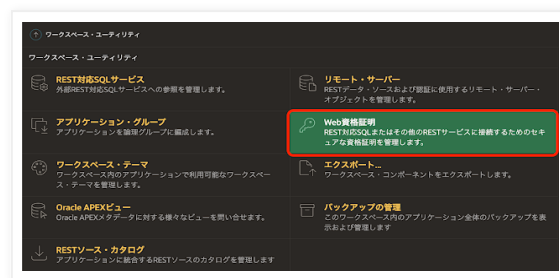 ワークスペース・ユーティリティ
ワークスペース・ユーティリティ
REST対応SQLサービス
外部REST対応SQLサービスへの参照を管理します。
リモート・サーバー
RESTデータ・ソースおよび認証に使用するリモート・サーバー・
オブジェクトを管理します。
アプリケーション・グループ
アプリケーションを論理グループに編成します。
Web資格証明
REST対応SQLまたはその他のRESTサービスに接続するためのセキ
ュアな資格証明を管理します。
ワークスペース・テーマ
ワークスペース内のアプリケーションで利用可能なワークスペー
ス・テーマを管理します。
エクスポート...
ワークスペース・コンポーネントをエクスポートします。
Oracle APEXビュー
Oracle APEXメタデータに対する様々なビューを問い合せます。
バックアップの管理
このワークスペース内のアプリケーション全体のバックアップを表
示および管理します
RESTソース・カタログ
アプリケーションに統合するRESTソースのカタログを管理します